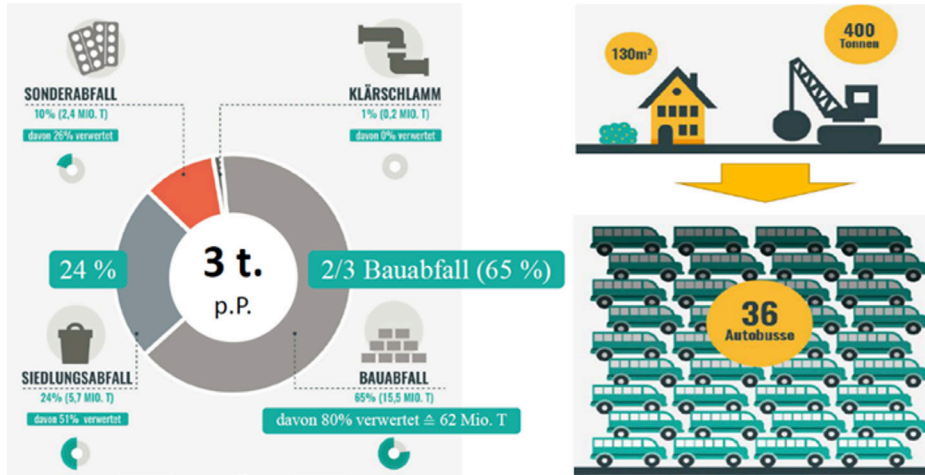 SONDERABFALL
10% (2,4 MIO. T)
davon 26% verwertet
KLÄRSCHLAMM
1% (0,2 MIO. T)
davon 0% verwertet
24 %
3 t.
p.P.
2/3 Bauabfall (65 %)
SIEDLUNGSABFALL
24% (5,7 MIO. T)
davon 51% verwertet
BAUABFALL
65% (15,5 MIO. T)
davon 80% verwertet ≙ 62 Mio. T
130m²
400
Tonnen
36
Autobusse